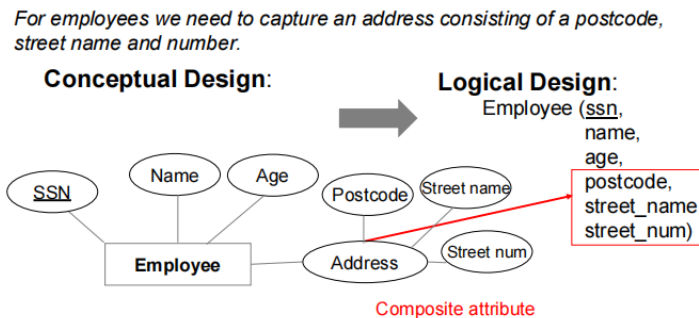 For employees we need to capture an address consisting of a postcode,
street name and number.
Conceptual Design:
Logical Design:
Employee (ssn,
name,
age,
postcode,
street_name
street_num)
SSN
Name
Age
Postcode
Street name
Employee
Address
Street num
Composite attribute